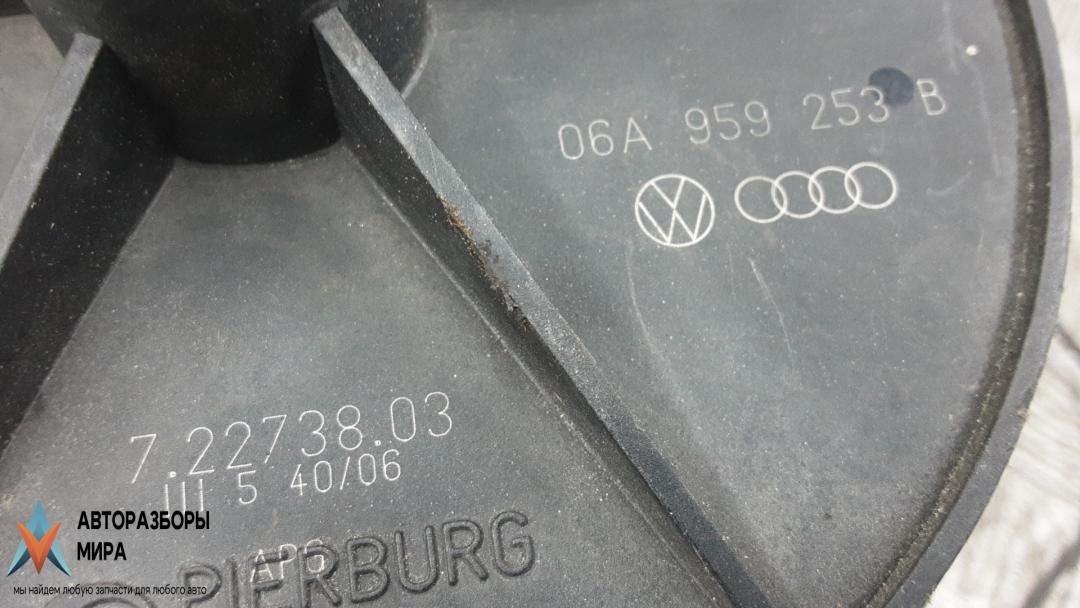 06A 959 253 B
7.22738.03
5 40/06
APS
PIERBURG
АВТОРАЗБОРЫ
МИРА
мы найдем любую запчасти для любого авто